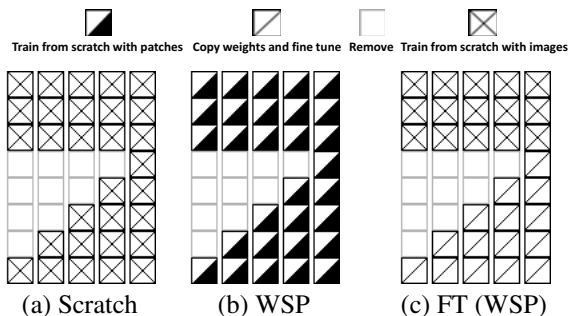 Train from scratch with patches Copy weights and fine tune Remove Train from scratch with images
(a) Scratch (b) WSP (c) FT (WSP)